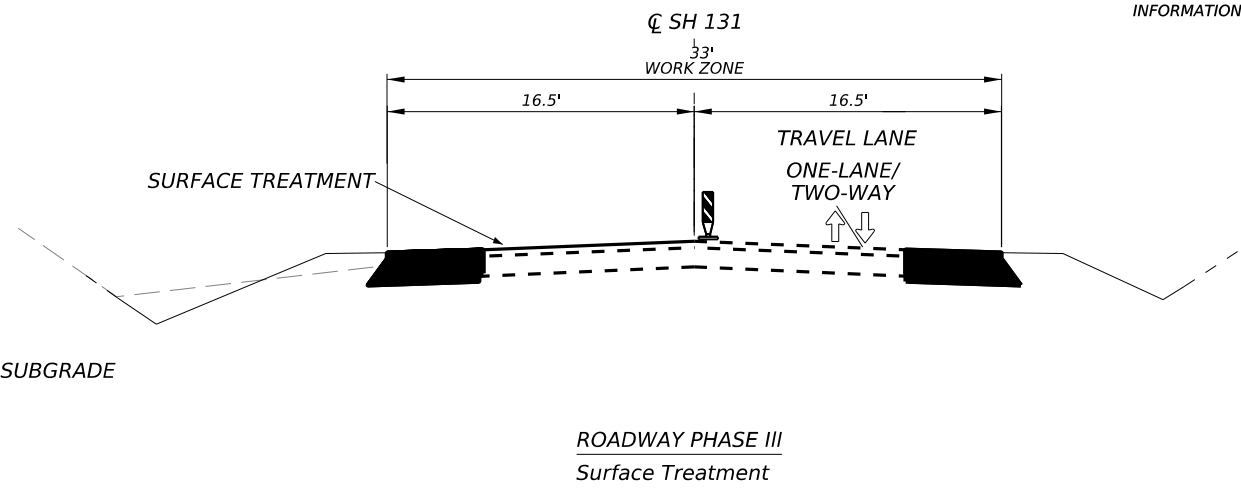 INFORMATION
℄ SH 131
33'
WORK ZONE
16.5'
16.5'
TRAVEL LANE
ONE-LANE/
TWO-WAY
SURFACE TREATMENT
SUBGRADE
ROADWAY PHASE III
Surface Treatment